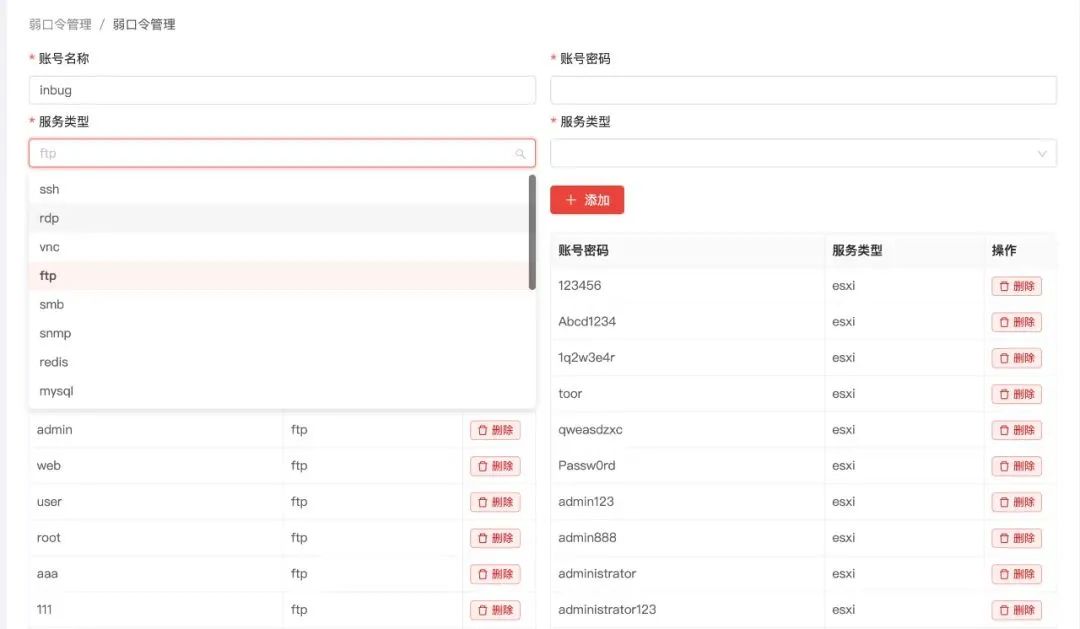 弱口令管理 / 弱口令管理
* 账号名称
inbug
* 服务类型
ftp
ssh
rdp
vnc
ftp
smb
snmp
redis
mysql
admin ftp 删除
web ftp 删除
user ftp 删除
root ftp 删除
aaa ftp 删除
111 ftp 删除
* 账号密码
* 服务类型
+ 添加
账号密码 服务类型 操作
123456 esxi 删除
Abcd1234 esxi 删除
1q2w3e4r esxi 删除
toor esxi 删除
qweasdzxc esxi 删除
Passw0rd esxi 删除
admin123 esxi 删除
admin888 esxi 删除
administrator esxi 删除
administrator123 esxi 删除